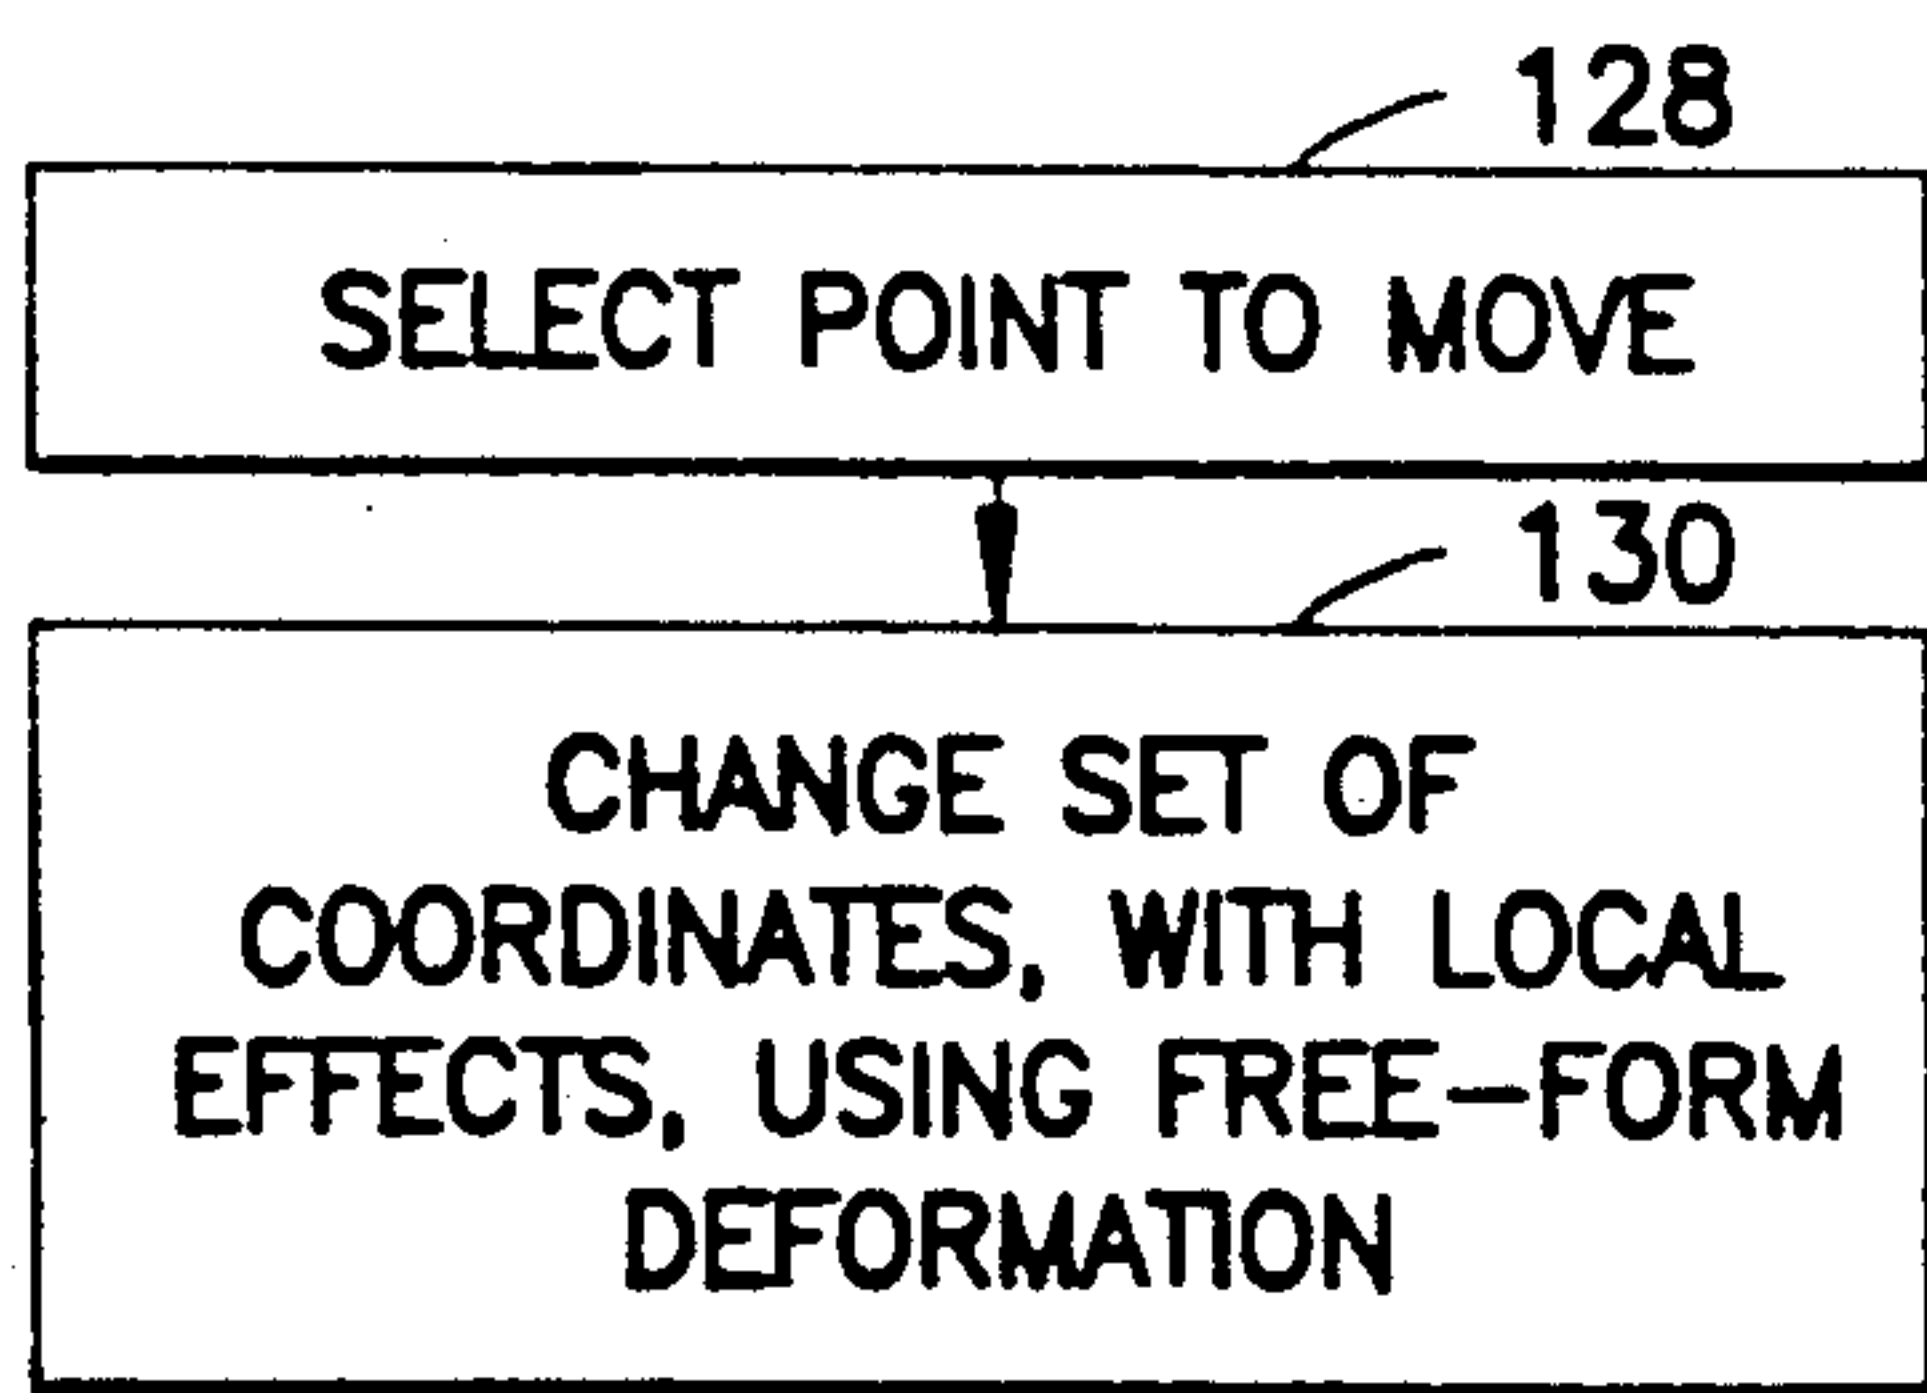 128
SELECT POINT TO MOVE
130
CHANGE SET OF
COORDINATES, WITH LOCAL
EFFECTS, USING FREE-FORM
DEFORMATION